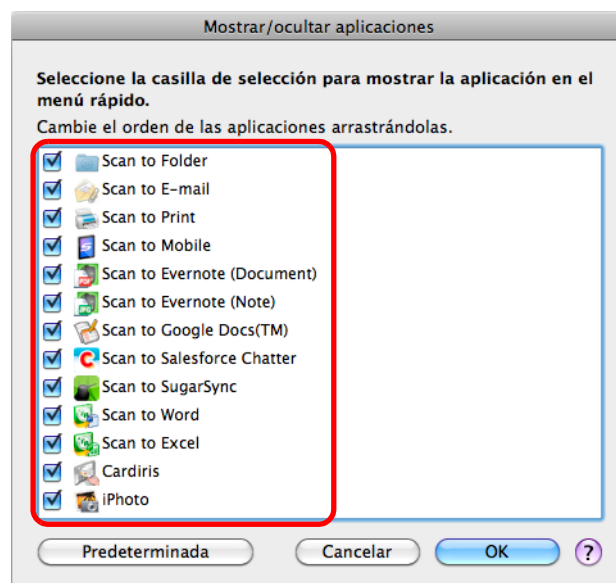 Mostrar/ocultar aplicaciones
Seleccione la casilla de selección para mostrar la aplicación en el
menú rápido.
Cambie el orden de las aplicaciones arrastrándolas.
Scan to Folder
Scan to E-mail
Scan to Print
Scan to Mobile
Scan to Evernote (Document)
Scan to Evernote (Note)
Scan to Google Docs(TM)
Scan to Salesforce Chatter
Scan to SugarSync
Scan to Word
Scan to Excel
Cardiris
iPhoto
Predeterminada Cancelar OK ?